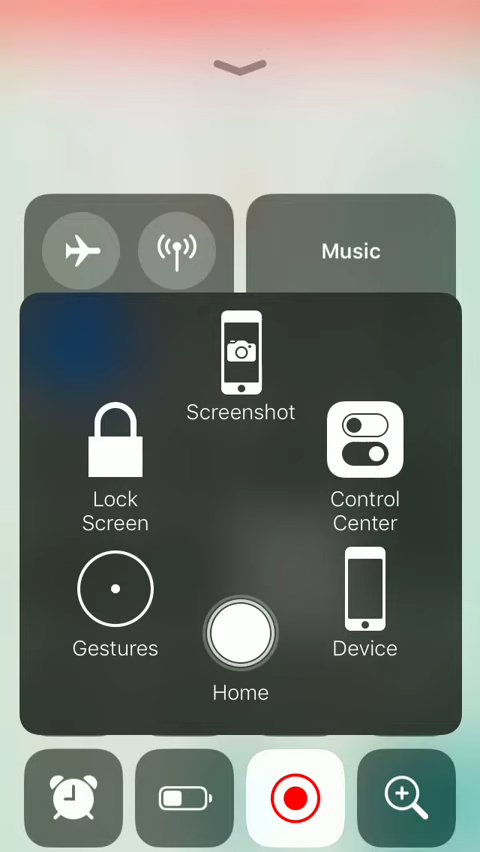 Music
Screenshot
Lock
Screen
Control
Center
Gestures
Device
Home